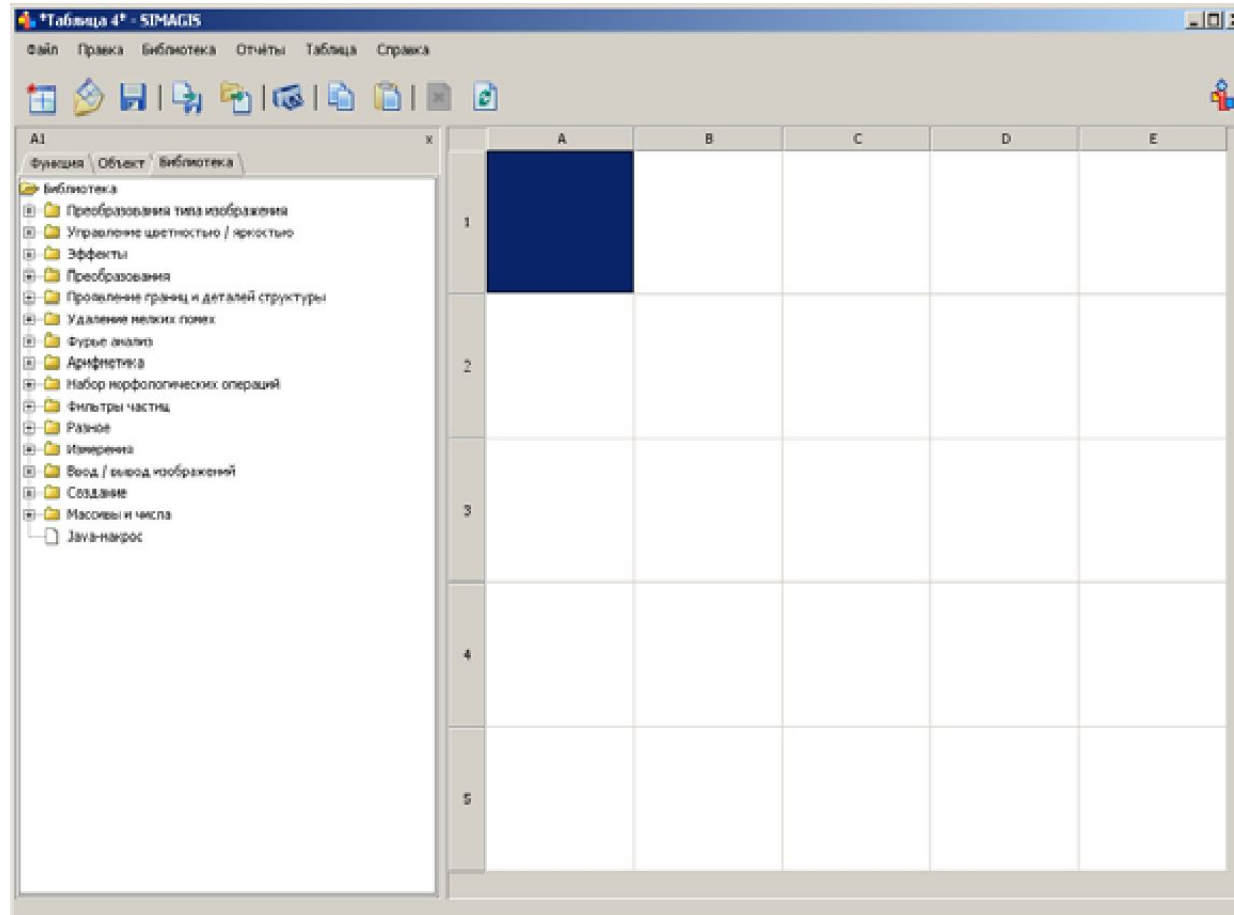 *Таблица 4* - SIMAGIS
Файл Правка Библиотека Отчёты Таблица Справка
A1 x
Функция Объект Библиотека
Библиотека
Преобразования типа изображения
Управление цветностью / яркостью
Эффекты
Преобразования
Проявление границ и деталей структуры
Удаление мелких помех
Фурье анализ
Арифметика
Набор морфологических операций
Фильтры частиц
Разное
Измерения
Ввод / вывод изображений
Создание
Массивы и числа
Java-макрос
A B C D E
1
2
3
4
5